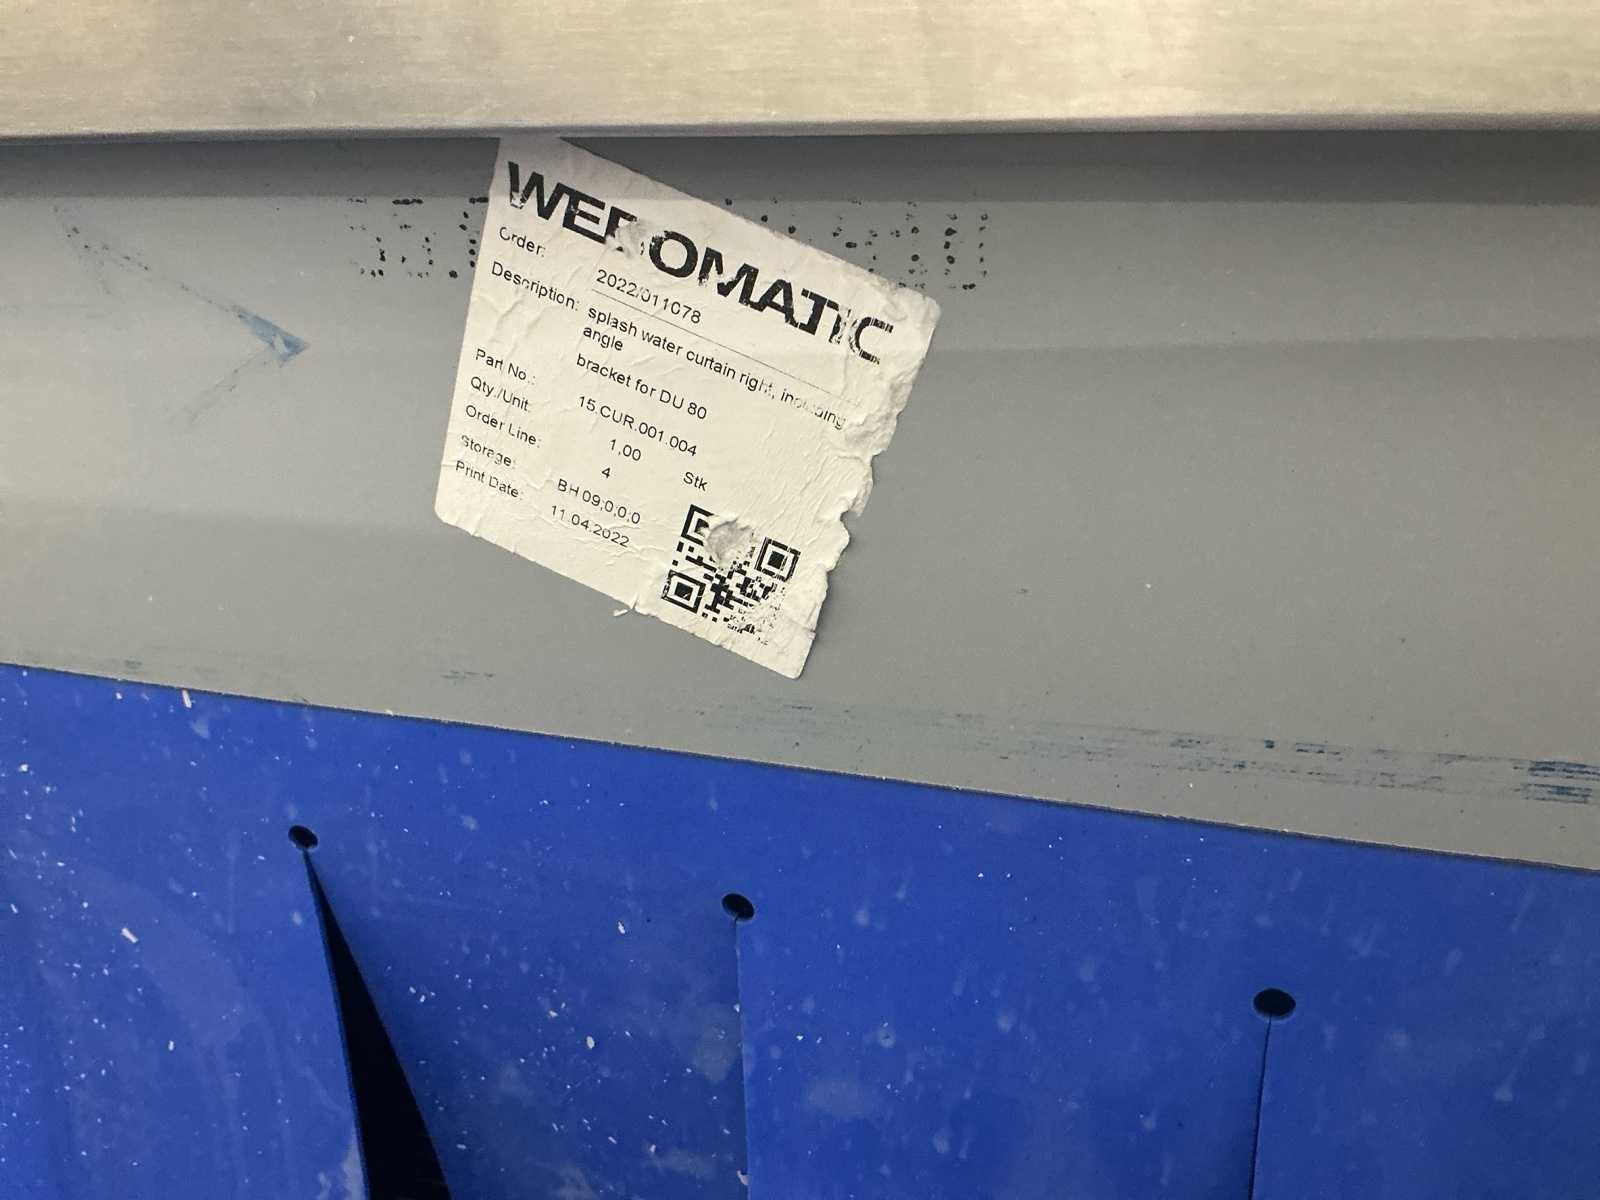 WEBOMATIC
Order: 2022/011078
Description: splash water curtain right, including
angle
bracket for DU 80
Part No.: 15.CUR.001.004
Qty./Unit: 1,00 Stk
Order Line: 4
Storage: BH 09;0;0;0
Print Date: 11.04.2022